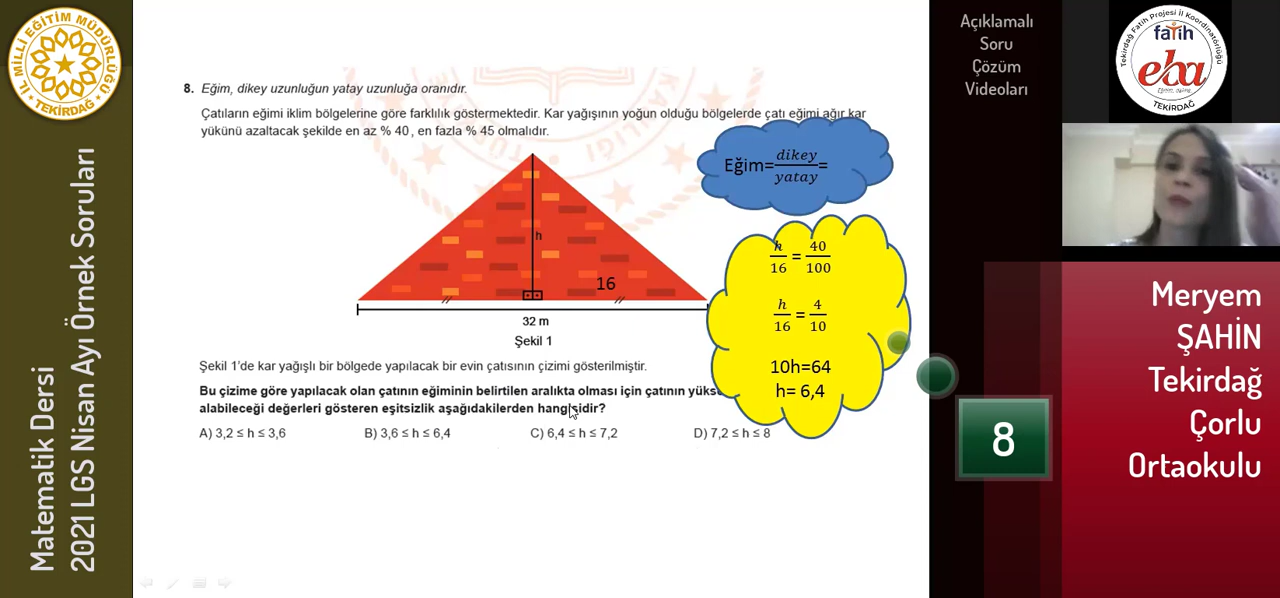 İL MİLLİ EĞİTİM MÜDÜRLÜĞÜ
• TEKİRDAĞ •
Matematik Dersi
2021 LGS Nisan Ayı Örnek Soruları
8. Eğim, dikey uzunluğun yatay uzunluğa oranıdır.
Çatıların eğimi iklim bölgelerine göre farklılık göstermektedir. Kar yağışının yoğun olduğu bölgelerde çatı eğimi ağır kar
yükünü azaltacak şekilde en az % 40 , en fazla % 45 olmalıdır.
h
16
32 m
Şekil 1
Eğim=dikey/yatay=
h/16 = 40/100
h/16 = 4/10
10h=64
h= 6,4
Şekil 1'de kar yağışlı bir bölgede yapılacak bir evin çatısının çizimi gösterilmiştir.
Bu çizime göre yapılacak olan çatının eğiminin belirtilen aralıkta olması için çatının
alabileceği değerleri gösteren eşitsizlik aşağıdakilerden hangisidir?
A) 3,2 ≤ h ≤ 3,6 B) 3,6 ≤ h ≤ 6,4 C) 6,4 ≤ h ≤ 7,2 D) 7,2 ≤ h ≤ 8
Açıklamalı
Soru
Çözüm
Videoları
Tekirdağ Fatih Projesi İl Koordinatörlüğü
fatih
eba
TEKİRDAĞ
8
Meryem
ŞAHİN
Tekirdağ
Çorlu
Ortaokulu